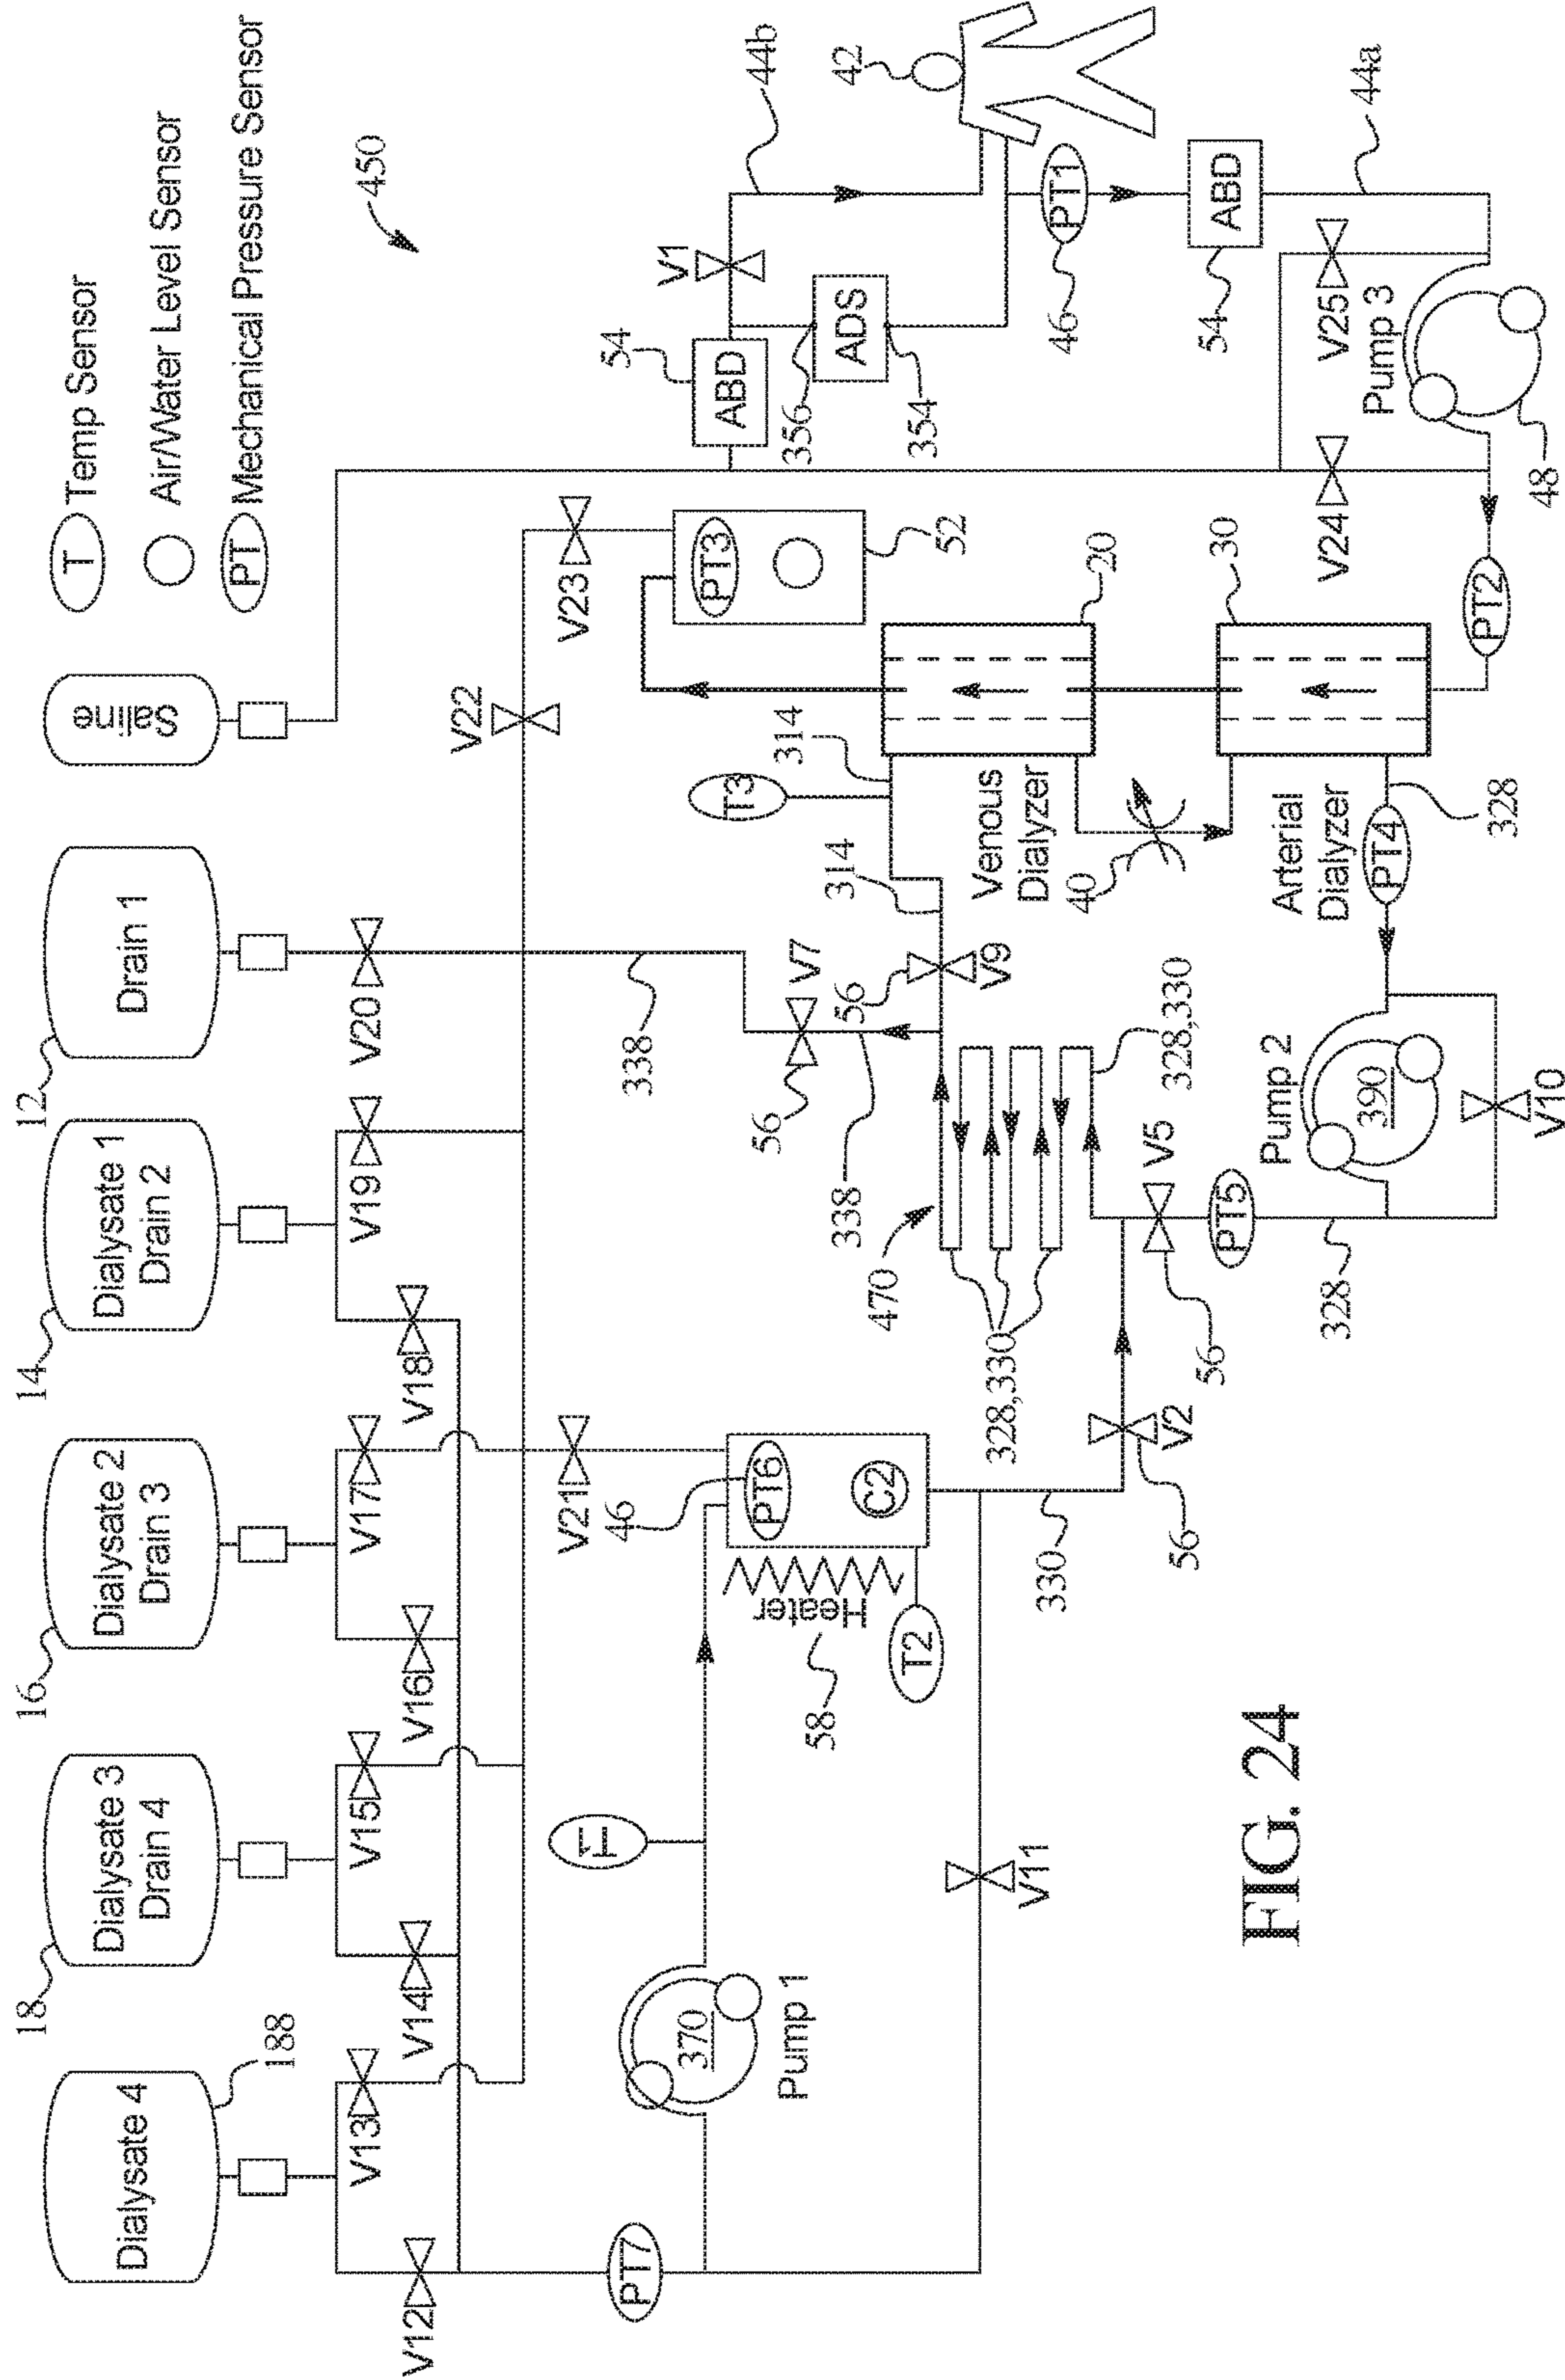 T Temp Sensor
Air/Water Level Sensor
PT Mechanical Pressure Sensor
450
Dialysate 4
188
Dialysate 3
Drain 4
18
Dialysate 2
Drain 3
16
Dialysate 1
Drain 2
14
Drain 1
12
Saline
V12
V13
V14
V15
V16
V17
V18
V19
V20
V21
V22
V23
PT7
T1
370
Pump 1
V11
Heater
58
PT6
46
C2
T2
330
V2
56
338
V7
56
338
56
V9
314
314
T3
470
328,330
328,330
V5
56
PT5
328
Pump 2
390
V10
PT4
328
Venous
Dialyzer
20
40
Arterial
Dialyzer
30
PT3
52
PT2
V24
V25
Pump 3
48
ABD
54
V1
44b
ADS
356
354
42
PT1
46
ABD
54
44a
FIG. 24